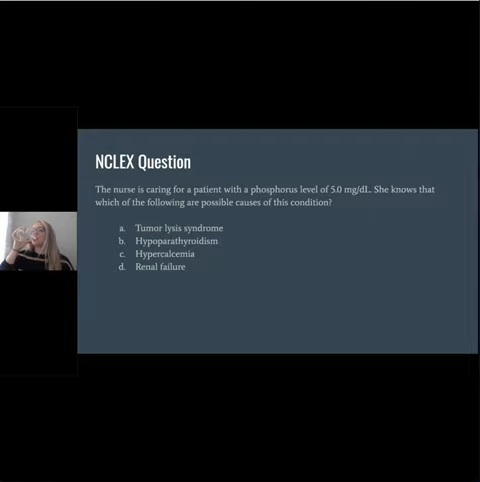 NCLEX Question
The nurse is caring for a patient with a phosphorus level of 5.0 mg/dL. She knows that
which of the following are possible causes of this condition?
a. Tumor lysis syndrome
b. Hypoparathyroidism
c. Hypercalcemia
d. Renal failure